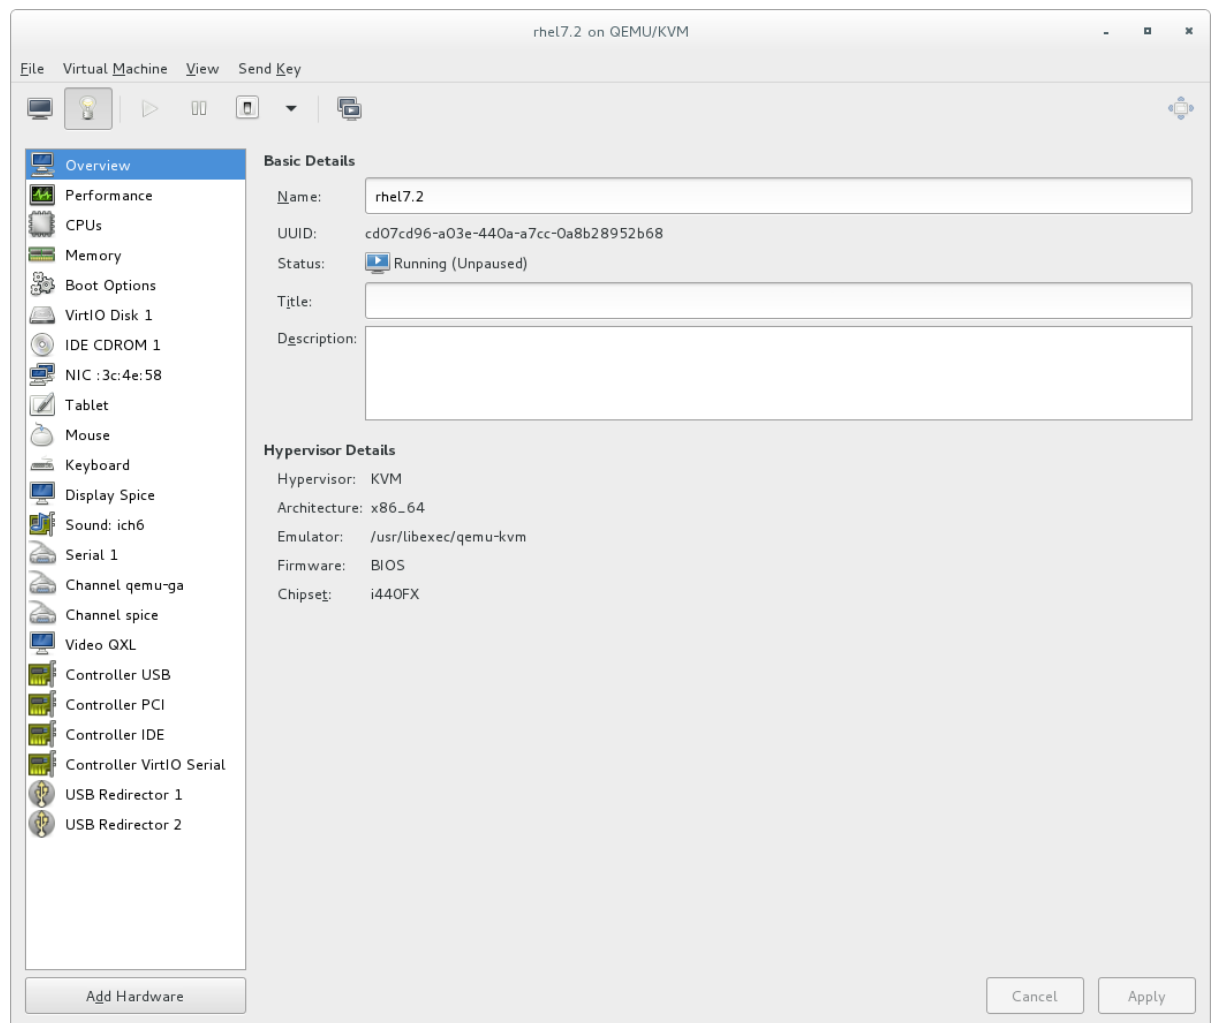 rhel7.2 on QEMU/KVM
File Virtual Machine View Send Key
Overview
Performance
CPUs
Memory
Boot Options
VirtIO Disk 1
IDE CDROM 1
NIC :3c:4e:58
Tablet
Mouse
Keyboard
Display Spice
Sound: ich6
Serial 1
Channel qemu-ga
Channel spice
Video QXL
Controller USB
Controller PCI
Controller IDE
Controller VirtIO Serial
USB Redirector 1
USB Redirector 2
Add Hardware
Basic Details
Name: rhel7.2
UUID: cd07cd96-a03e-440a-a7cc-0a8b28952b68
Status: Running (Unpaused)
Title:
Description:
Hypervisor Details
Hypervisor: KVM
Architecture: x86_64
Emulator: /usr/libexec/qemu-kvm
Firmware: BIOS
Chipset: i440FX
Cancel Apply